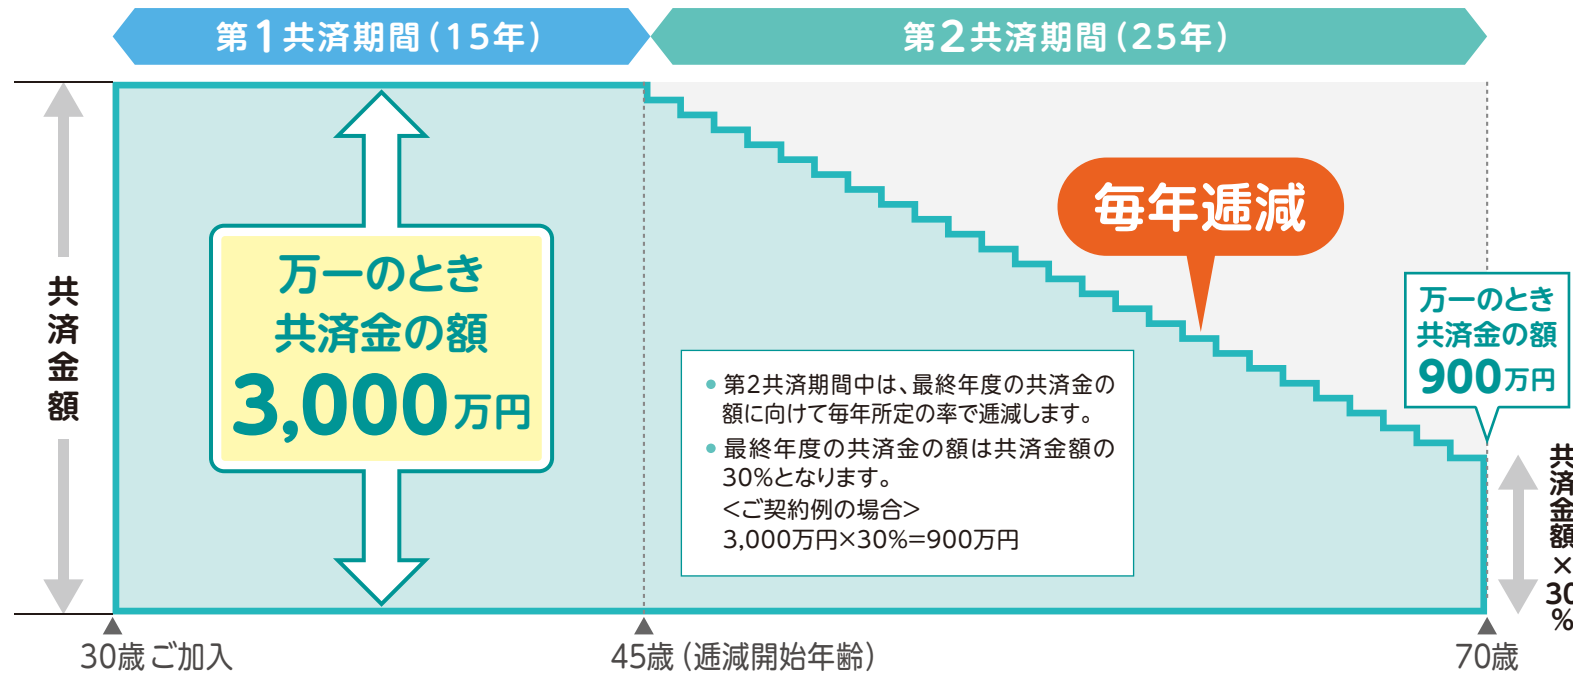 第1共済期間（15年）
第2共済期間（25年）
共済金額
万一のとき
共済金の額
3,000万円
毎年逓減
万一のとき
共済金の額
900万円
● 第2共済期間中は、最終年度の共済金の
額に向けて毎年所定の率で逓減します。
● 最終年度の共済金の額は共済金額の
30%となります。
<ご契約例の場合>
3,000万円×30%=900万円
共済金額×30%
30歳 ご加入
45歳（逓減開始年齢）
70歳